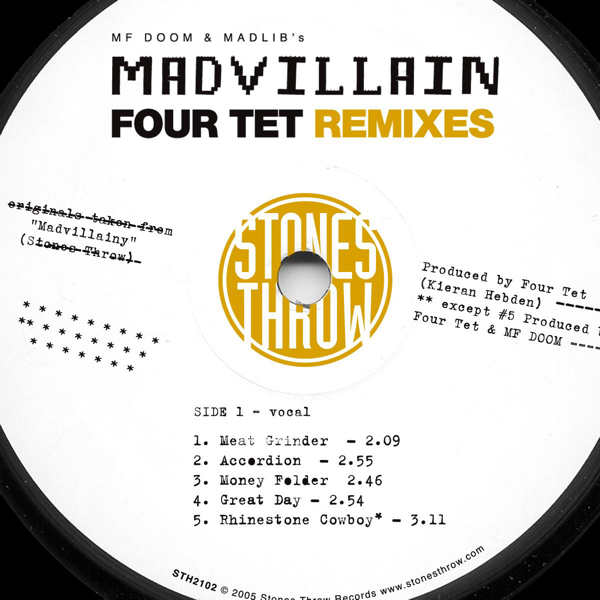 MF DOOM & MADLIB's
MADVILLAIN
FOUR TET REMIXES
originals taken from
"Madvillainy"
(Stones Throw)
* * * * * * * * *
** * * * * * * * *
* * * * * * *
STONES
THROW
Produced by Four Tet
(Kieran Hebden) -----
** except #5 Produced
Four Tet & MF DOOM ----
SIDE 1 - vocal
1. Meat Grinder - 2.09
2. Accordion - 2.55
3. Money Folder 2.46
4. Great Day - 2.54
5. Rhinestone Cowboy* - 3.11
STH2102 © 2005 Stones Throw Records www.stonesthrow.com